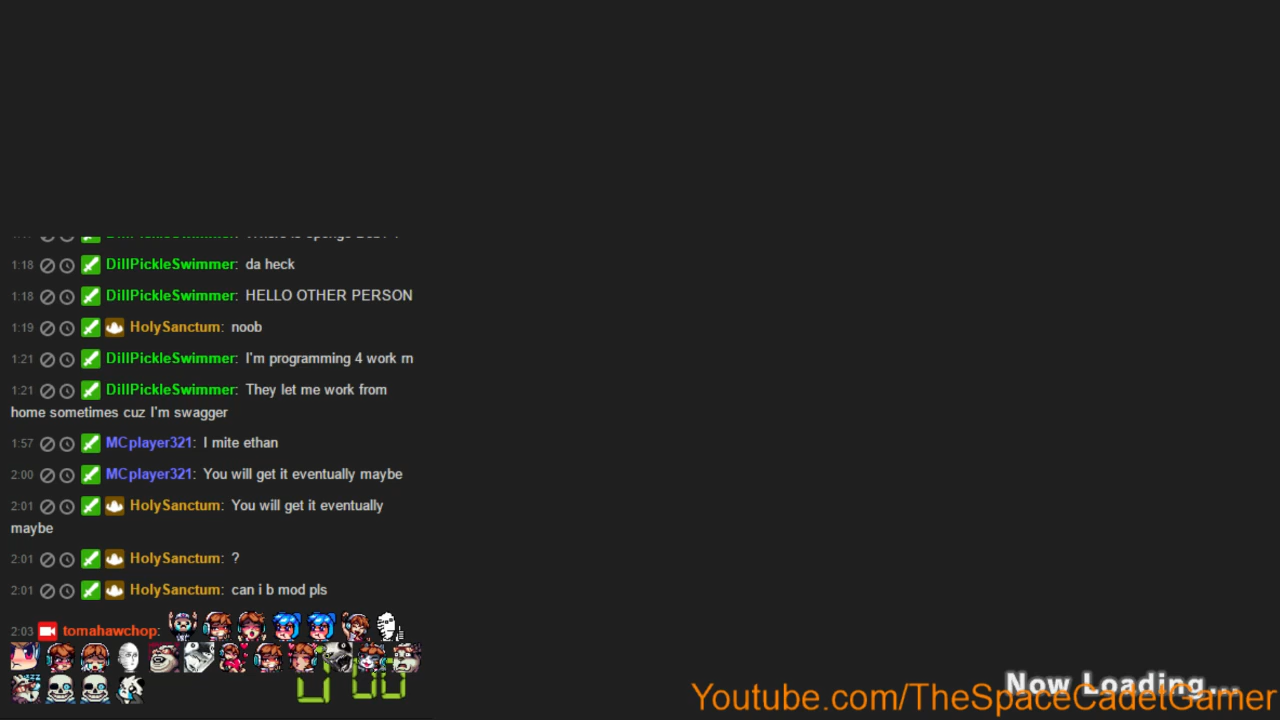 DillPickleSwimmer:
1:18 DillPickleSwimmer: da heck
1:18 DillPickleSwimmer: HELLO OTHER PERSON
1:19 HolySanctum: noob
1:21 DillPickleSwimmer: I'm programming 4 work m
1:21 DillPickleSwimmer: They let me work from
home sometimes cuz I'm swagger
1:57 MCplayer321: I mite ethan
2:00 MCplayer321: You will get it eventually maybe
2:01 HolySanctum: You will get it eventually
maybe
2:01 HolySanctum: ?
2:01 HolySanctum: can i b mod pls
2:03 tomahawchop:
Now Loading...
Youtube.com/TheSpaceCadetGamer